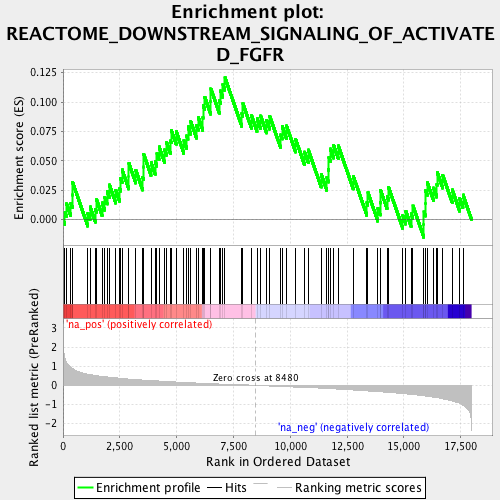 Enrichment plot:
REACTOME_DOWNSTREAM_SIGNALING_OF_ACTIVATE
D_FGFR
Enrichment score (ES)
0.125
0.100
0.075
0.050
0.025
0.000
'na_pos' (positively correlated)
Ranked list metric (PreRanked)
3
2
1
0
-1
-2
Zero cross at 8480
'na_neg' (negatively correlated)
0
2,500
5,000
7,500
10,000
12,500
15,000
17,500
Rank in Ordered Dataset
Enrichment profile
Hits
Ranking metric scores